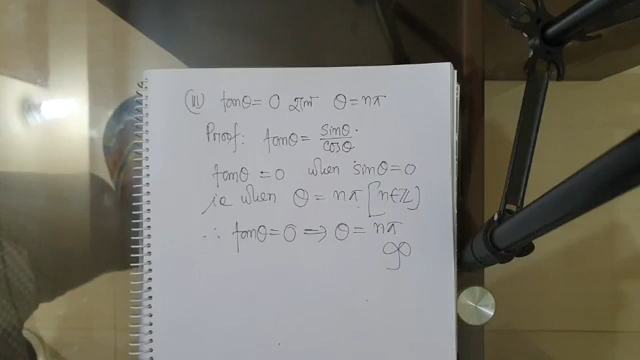 (III) tanθ = 0 হলে θ = nπ
Proof: tanθ = sinθ/cosθ.
tanθ = 0 when sinθ = 0
i.e when θ = nπ [n∈ℤ]
∴ tanθ = 0 ⇒ θ = nπ